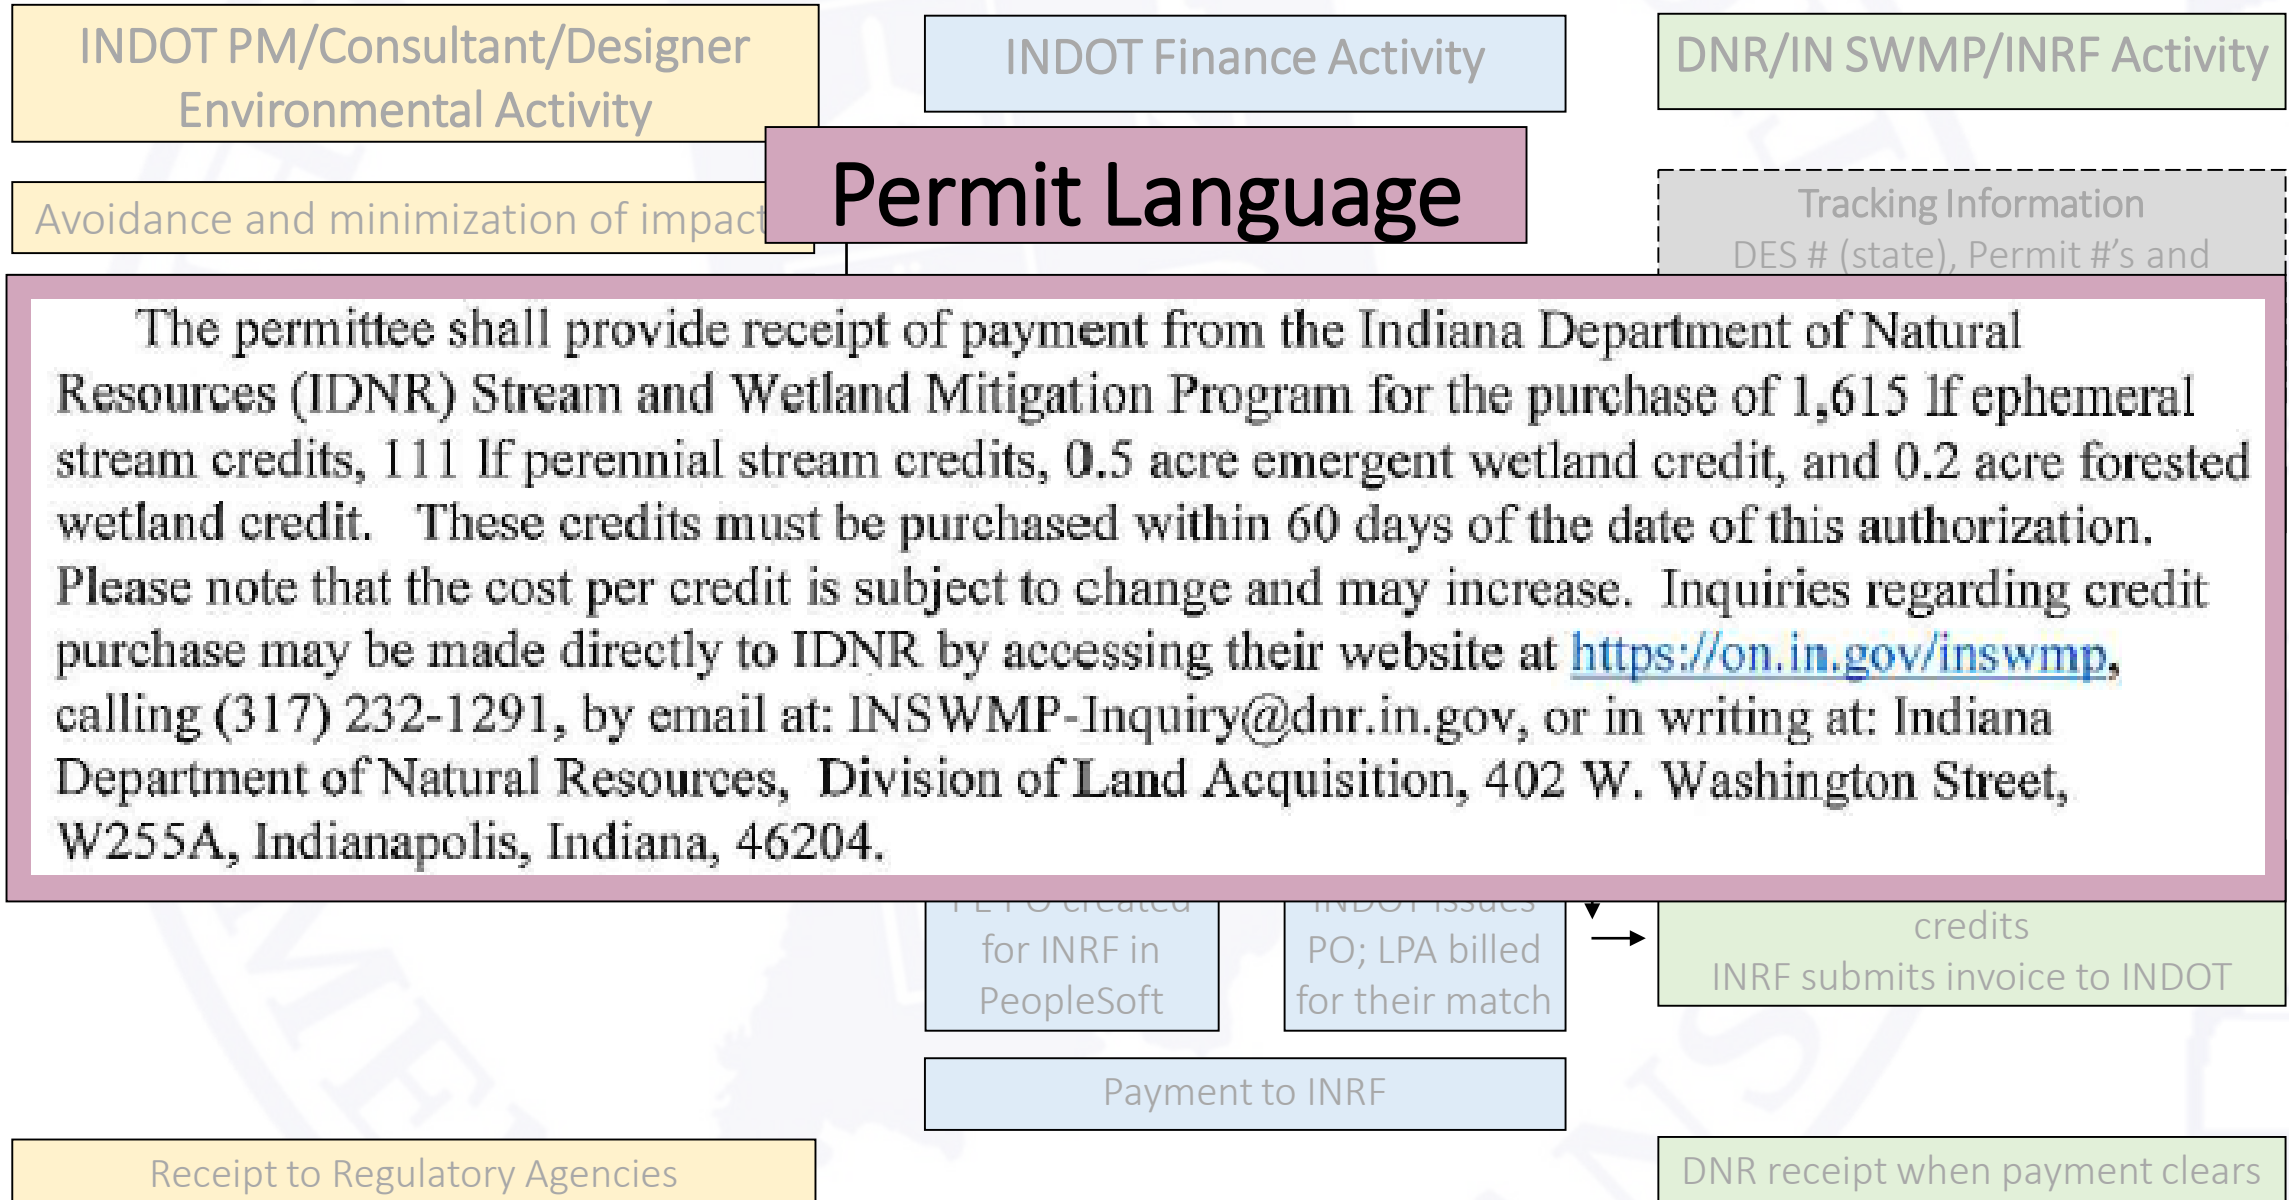 INDOT PM/Consultant/Designer
Environmental Activity
INDOT Finance Activity
DNR/IN SWMP/INRF Activity
Permit Language
Avoidance and minimization of impact
Tracking Information
DES # (state), Permit #'s and
The permittee shall provide receipt of payment from the Indiana Department of Natural
Resources (IDNR) Stream and Wetland Mitigation Program for the purchase of 1,615 lf ephemeral
stream credits, 111 lf perennial stream credits, 0.5 acre emergent wetland credit, and 0.2 acre forested
wetland credit. These credits must be purchased within 60 days of the date of this authorization.
Please note that the cost per credit is subject to change and may increase. Inquiries regarding credit
purchase may be made directly to IDNR by accessing their website at https://on.in.gov/inswmp,
calling (317) 232-1291, by email at: INSWMP-Inquiry@dnr.in.gov, or in writing at: Indiana
Department of Natural Resources, Division of Land Acquisition, 402 W. Washington Street,
W255A, Indianapolis, Indiana, 46204.
PE PO created
for INRF in
PeopleSoft
INDOT issues
PO; LPA billed
for their match
credits
INRF submits invoice to INDOT
Payment to INRF
Receipt to Regulatory Agencies
DNR receipt when payment clears